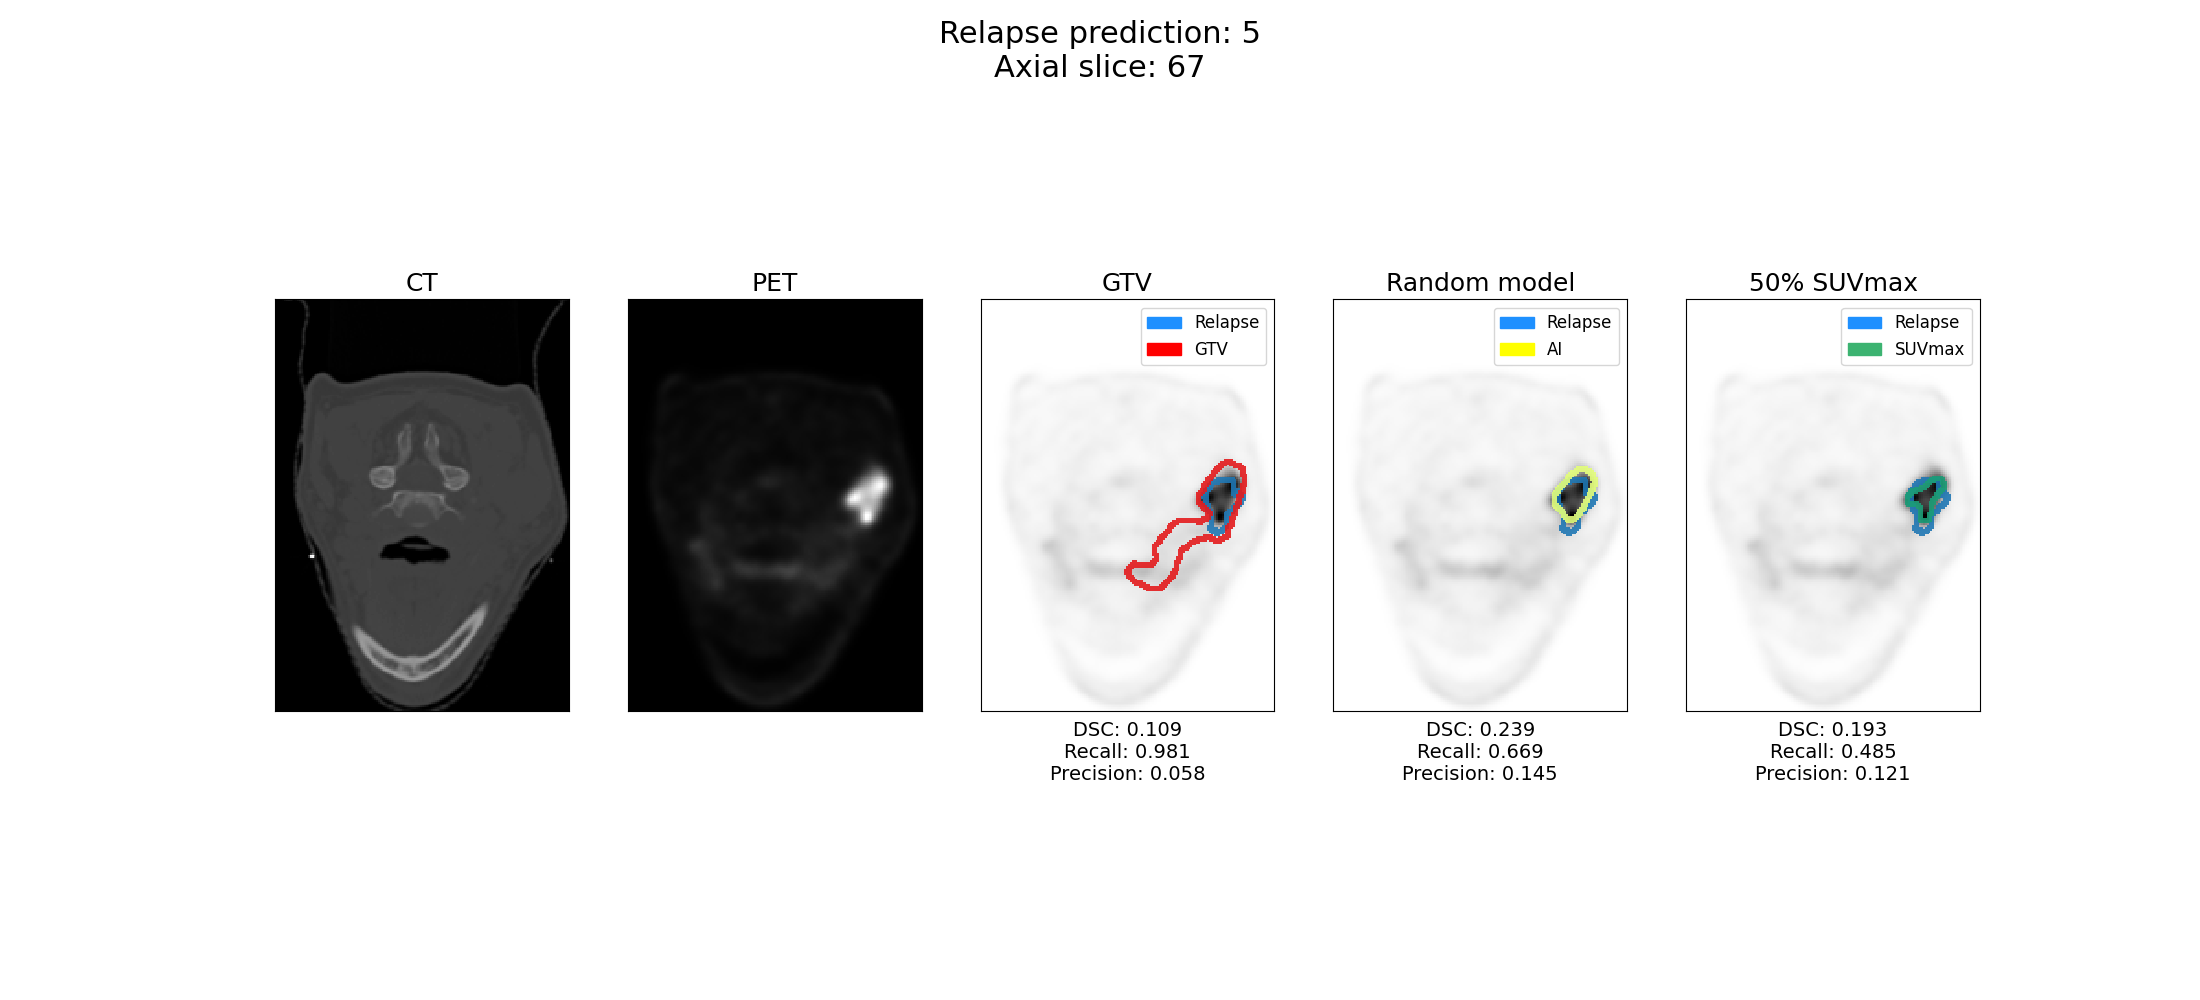 Relapse prediction: 5
Axial slice: 67
CT
PET
GTV
Random model
50% SUVmax
Relapse
GTV
Relapse
AI
Relapse
SUVmax
DSC: 0.109
Recall: 0.981
Precision: 0.058
DSC: 0.239
Recall: 0.669
Precision: 0.145
DSC: 0.193
Recall: 0.485
Precision: 0.121